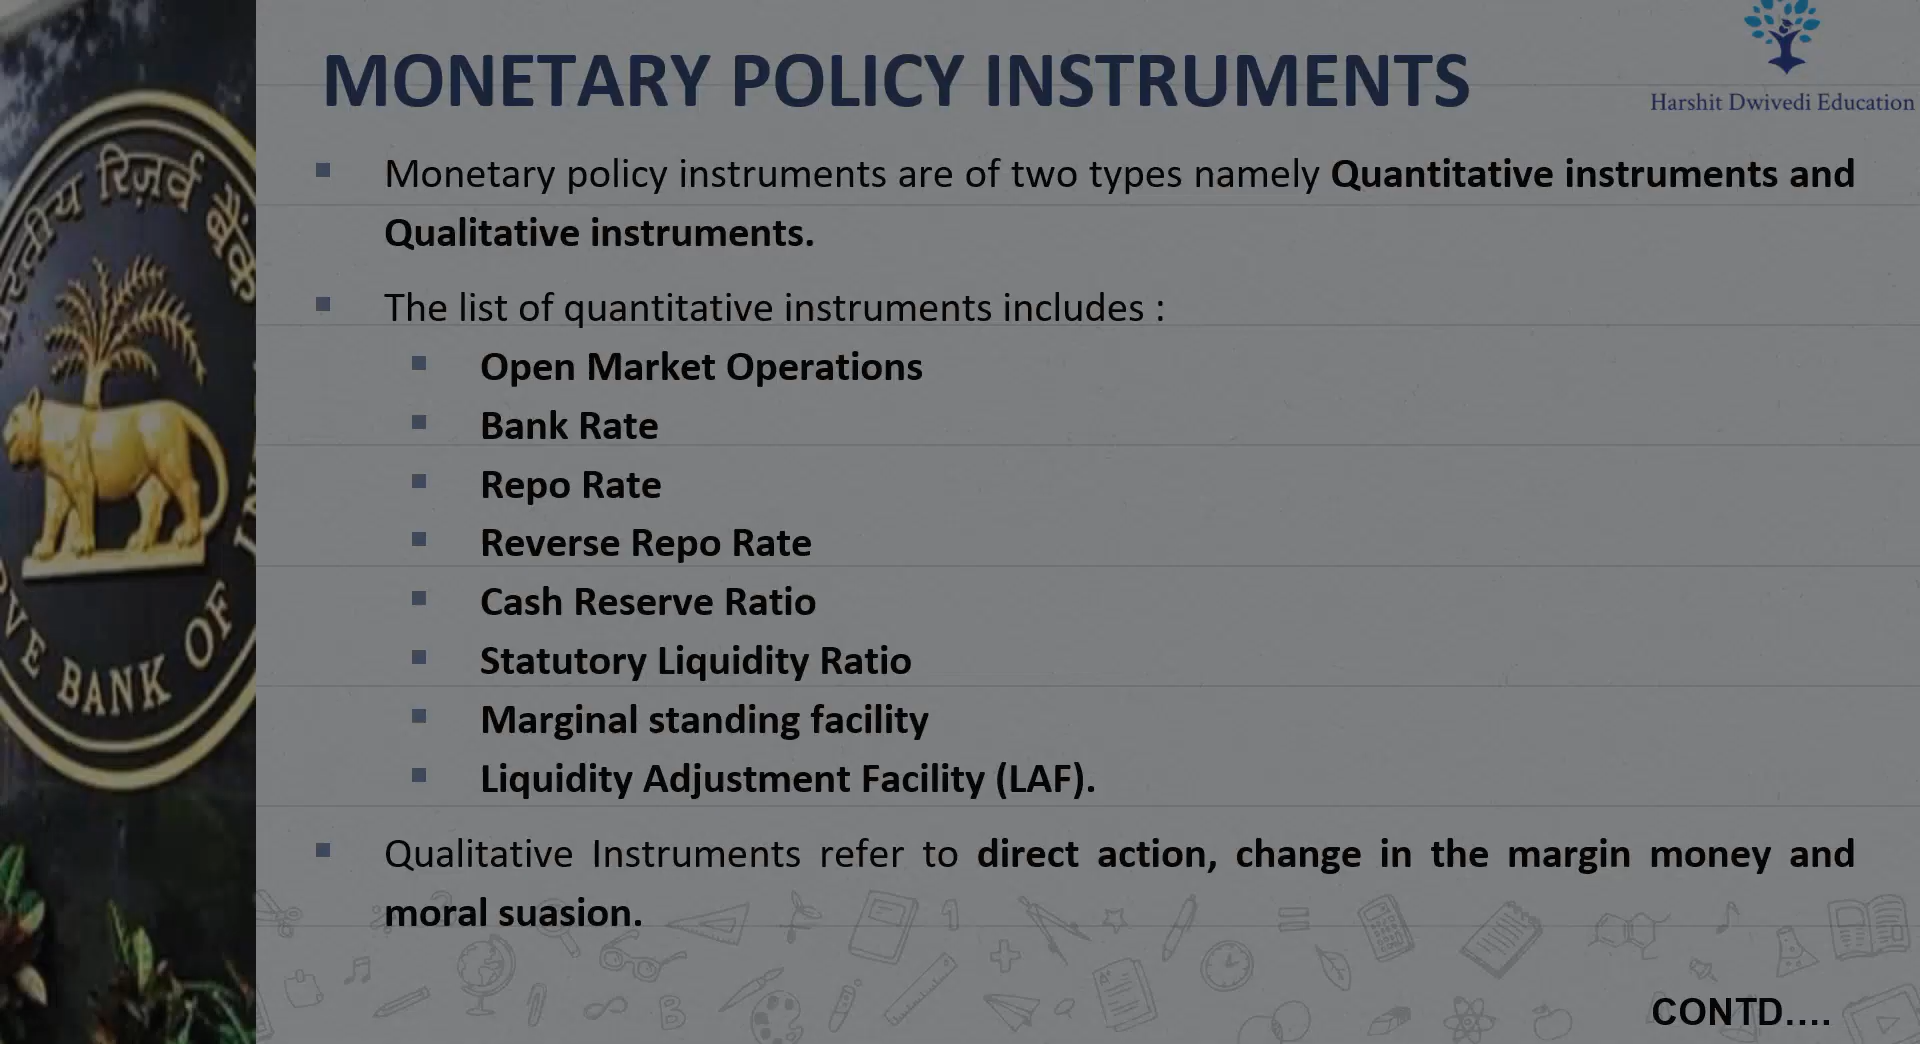 MONETARY POLICY INSTRUMENTS
Harshit Dwivedi Education
Monetary policy instruments are of two types namely Quantitative instruments and
Qualitative instruments.
The list of quantitative instruments includes :
Open Market Operations
Bank Rate
Repo Rate
Reverse Repo Rate
Cash Reserve Ratio
Statutory Liquidity Ratio
Marginal standing facility
Liquidity Adjustment Facility (LAF).
Qualitative Instruments refer to direct action, change in the margin money and
moral suasion.
CONTD....
रिज़र्व बैंक
BANK OF